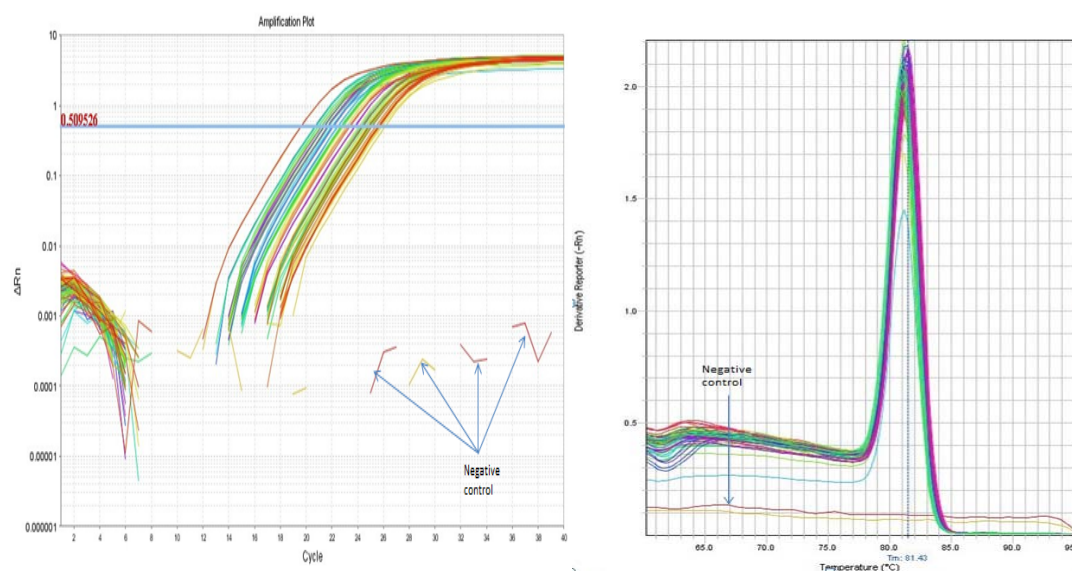 Amplification Plot
10
1
0.509526
0.1
0.01
0.001
0.0001
0.00001
0.000001
ΔRn
2 4 6 8 10 12 14 16 18 20 22 24 26 28 30 32 34 36 38 40
Cycle
Negative
control
2.0
1.5
1.0
0.5
Derivative Reporter (-Rn)
Negative
control
65.0 70.0 75.0 80.0 85.0 90.0 95
Tm: 81.43
Temperature (°C)